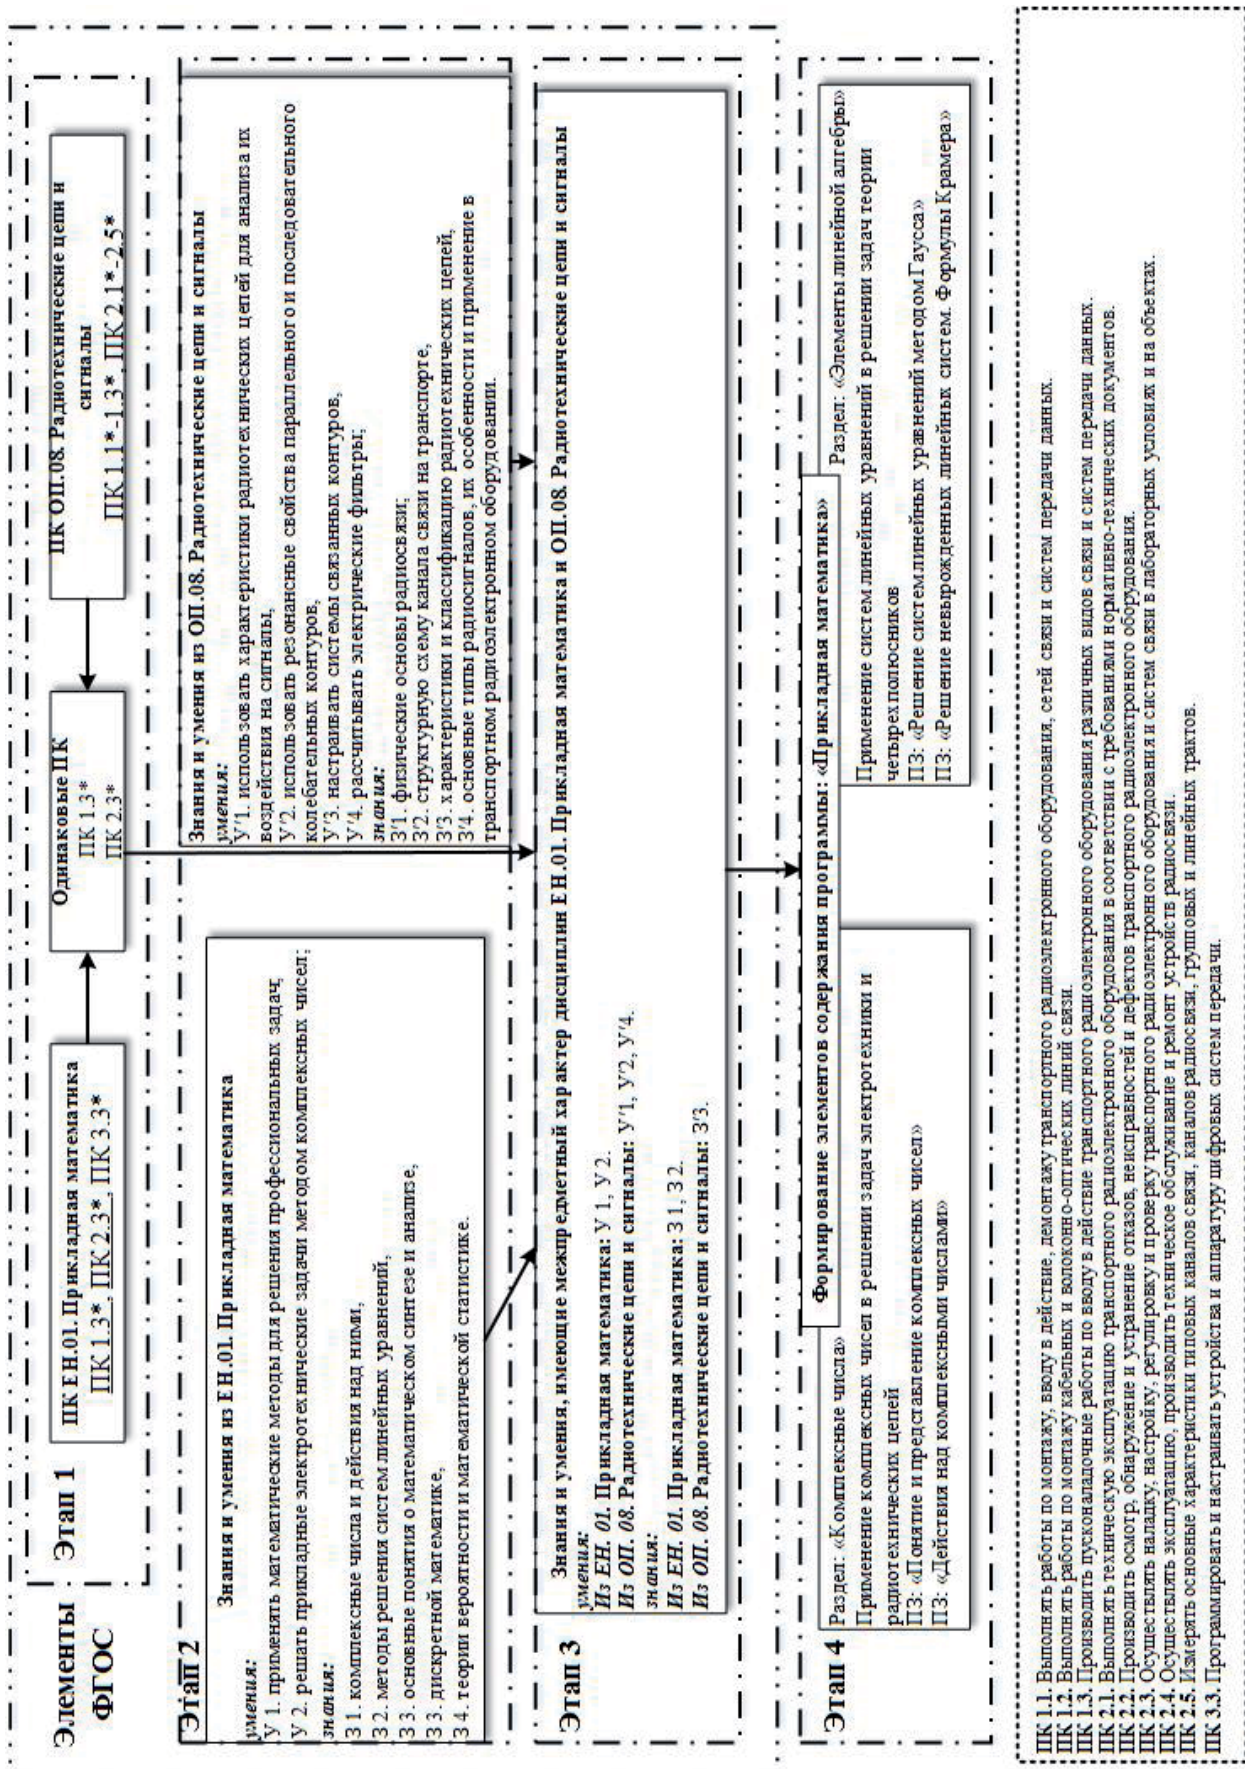 Элементы ФГОС
Этап 1
ПК ЕН.01. Прикладная математика
ПК 1.3*, ПК 2.3*, ПК 3.3*
Одинаковые ПК
ПК 1.3*
ПК 2.3*
ПК ОП.08. Радиотехнические цепи и
сигналы
ПК 1.1*-1.3*, ПК 2.1*-2.5*
Этап 2
Знания и умения из ЕН.01. Прикладная математика
умения:
У 1. применять математические методы для решения профессиональных задач;
У 2. решать прикладные электротехнические задачи методом комплексных чисел;
знания:
З 1. комплексные числа и действия над ними,
З 2. методы решения систем линейных уравнений,
З 3. основные понятия о математическом синтезе и анализе,
З 3. дискретной математике,
З 4. теории вероятности и математической статистике.
Знания и умения из ОП.08. Радиотехнические цепи и сигналы
умения:
У'1. использовать характеристики радиотехнических цепей для анализа их
воздействия на сигналы,
У'2. использовать резонансные свойства параллельного и последовательного
колебательных контуров,
У'3. настраивать системы связанных контуров,
У'4. рассчитывать электрические фильтры;
знания:
З'1. физические основы радиосвязи;
З'2. структурную схему канала связи на транспорте,
З'3. характеристики и классификацию радиотехнических цепей,
З'4. основные типы радиосигналов, их особенности и применение в
транспортном радиоэлектронном оборудовании.
Этап 3
Знания и умения, имеющие межпредметный характер дисциплин ЕН.01. Прикладная математика и ОП.08. Радиотехнические цепи и сигналы
умения:
Из ЕН. 01. Прикладная математика: У 1, У 2.
Из ОП. 08. Радиотехнические цепи и сигналы: У'1, У'2, У'4.
знания:
Из ЕН. 01. Прикладная математика: З 1, З 2.
Из ОП. 08. Радиотехнические цепи и сигналы: З'3.
Этап 4
Формирование элементов содержания программы: «Прикладная математика»
Раздел: «Комплексные числа»
Применение комплексных чисел в решении задач электротехники и
радиотехнических цепей
ПЗ: «Понятие и представление комплексных чисел»
ПЗ: «Действия над комплексными числами»
Раздел: «Элементы линейной алгебры»
Применение систем линейных уравнений в решении задач теории
четырехполюсников
ПЗ: «Решение систем линейных уравнений методом Гаусса»
ПЗ: «Решение невырожденных линейных систем. Формулы Крамера»
ПК 1.1. Выполнять работы по монтажу, вводу в действие, демонтажу транспортного радиоэлектронного оборудования, сетей связи и систем передачи данных.
ПК 1.2. Выполнять работы по монтажу кабельных и волоконно-оптических линий связи.
ПК 1.3. Производить пусконаладочные работы по вводу в действие транспортного радиоэлектронного оборудования различных видов связи и систем передачи данных.
ПК 2.1. Выполнять техническую эксплуатацию транспортного радиоэлектронного оборудования в соответствии с требованиями нормативно-технических документов.
ПК 2.2. Производить осмотр, обнаружение и устранение отказов, неисправностей и дефектов транспортного радиоэлектронного оборудования.
ПК 2.3. Осуществлять наладку, настройку, регулировку и проверку транспортного радиоэлектронного оборудования и систем связи в лабораторных условиях и на объектах.
ПК 2.4. Осуществлять эксплуатацию, производить техническое обслуживание и ремонт устройств радиосвязи.
ПК 2.5. Измерять основные характеристики типовых каналов связи, каналов радиосвязи, групповых и линейных трактов.
ПК 3.3. Программировать и настраивать устройства и аппаратуру цифровых систем передачи.